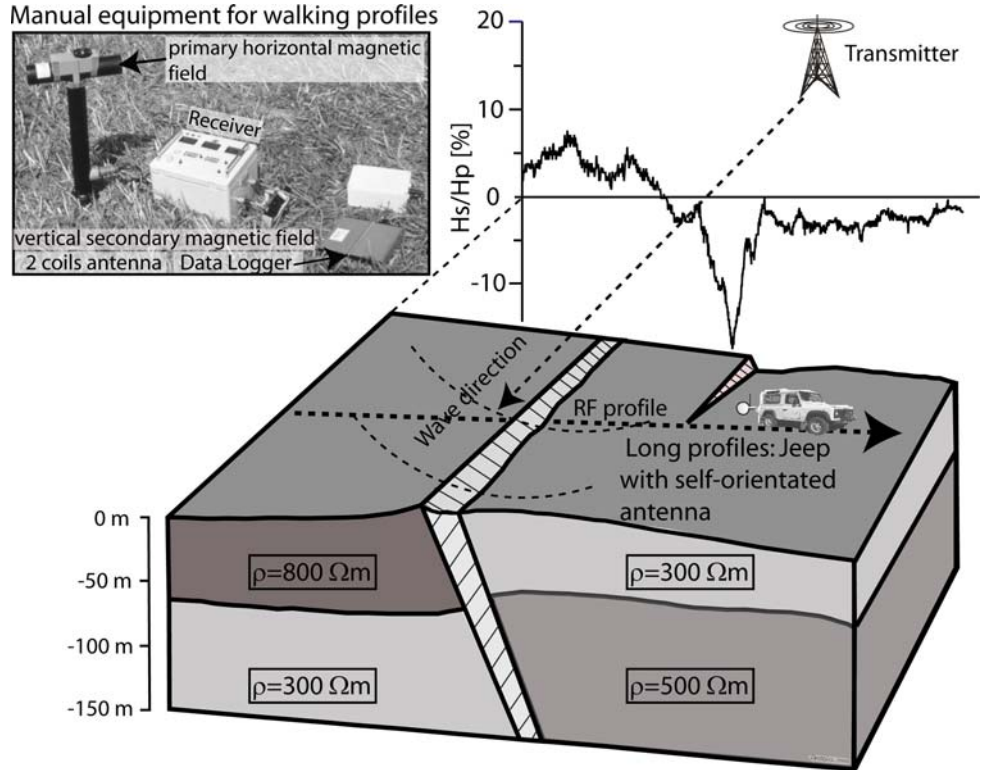 Manual equipment for walking profiles
primary horizontal magnetic
field
Receiver
vertical secondary magnetic field
2 coils antenna Data Logger
20
10
0
-10
Hs/Hp [%]
Transmitter
Wave direction
RF profile
Long profiles: Jeep
with self-orientated
antenna
0 m
-50 m
-100 m
-150 m
ρ=800 Ωm
ρ=300 Ωm
ρ=300 Ωm
ρ=500 Ωm